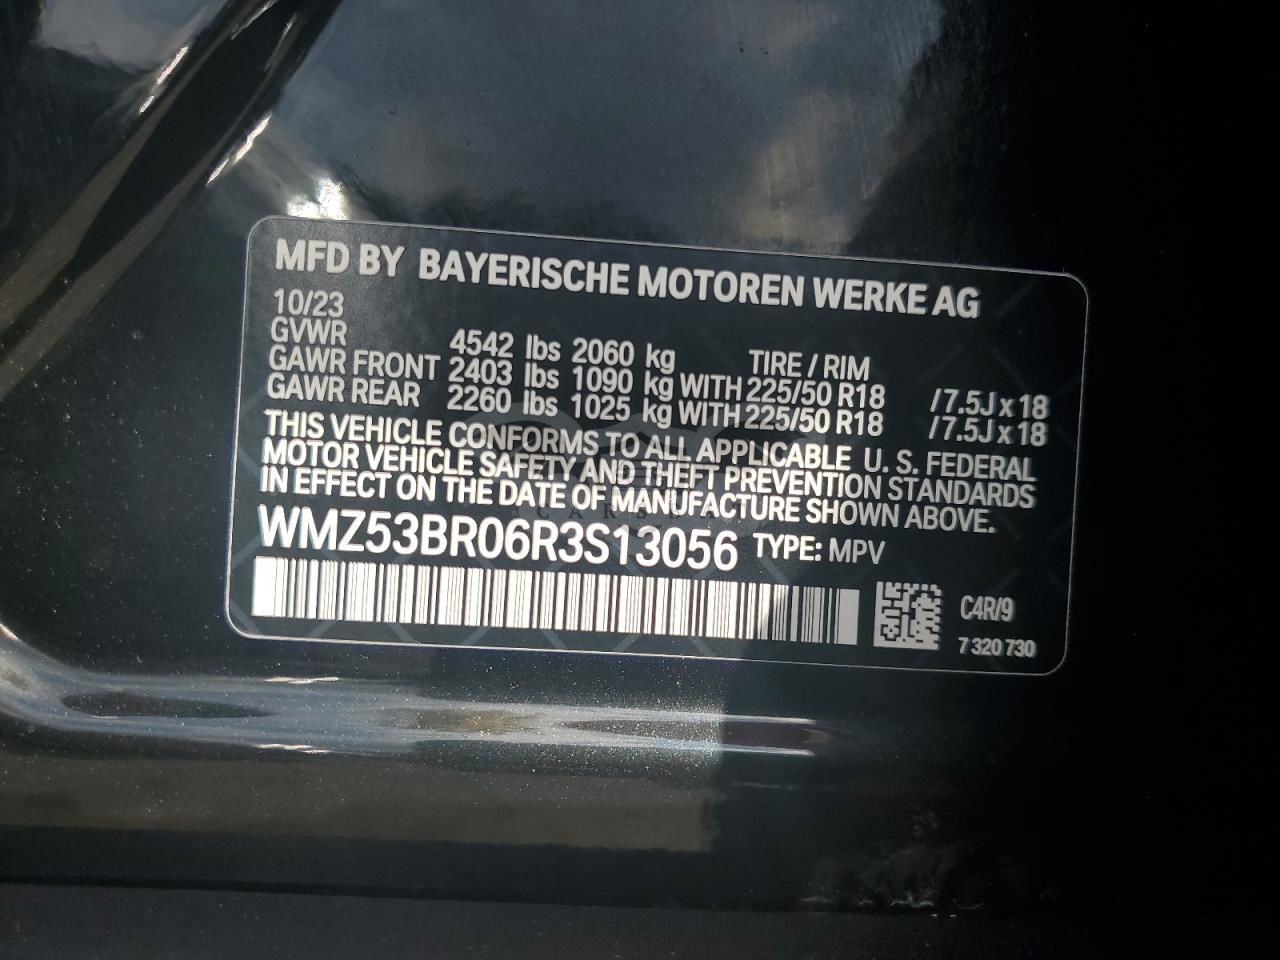 MFD BY BAYERISCHE MOTOREN WERKE AG
10/23
GVWR 4542 lbs 2060 kg TIRE / RIM
GAWR FRONT 2403 lbs 1090 kg WITH 225/50 R18 / 7.5J x 18
GAWR REAR 2260 lbs 1025 kg WITH 225/50 R18 / 7.5J x 18
THIS VEHICLE CONFORMS TO ALL APPLICABLE U. S. FEDERAL
MOTOR VEHICLE SAFETY AND THEFT PREVENTION STANDARDS
IN EFFECT ON THE DATE OF MANUFACTURE SHOWN ABOVE.
WMZ53BR06R3S13056 TYPE: MPV
C4R/9
7 320 730
CARS